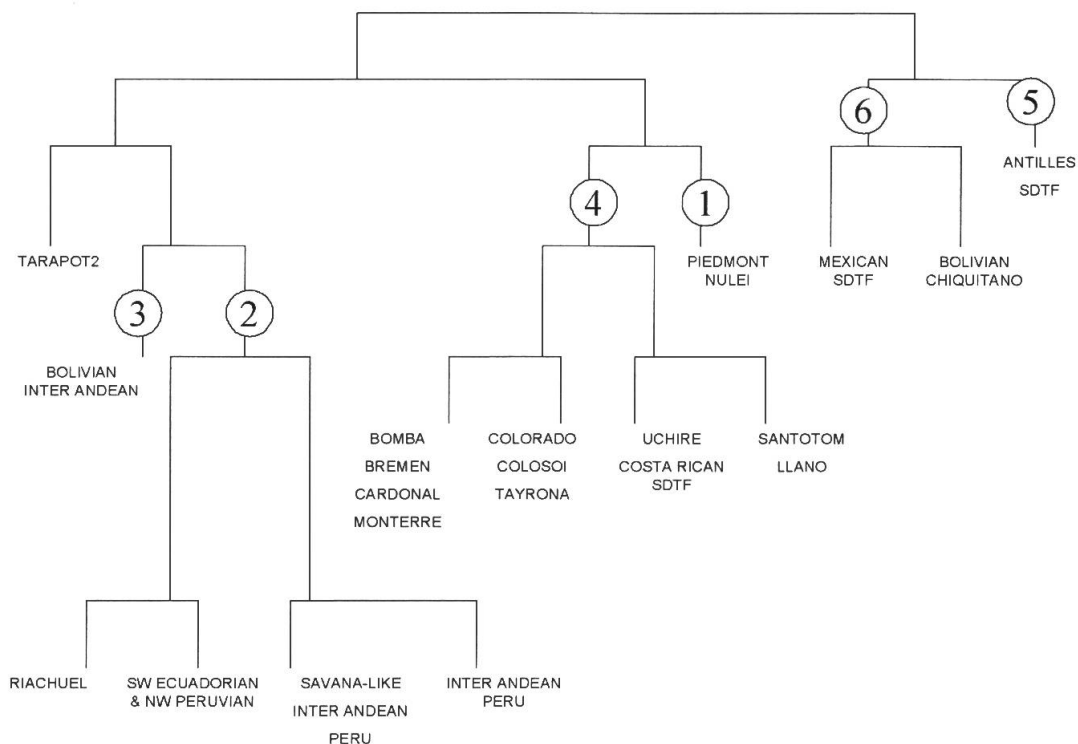 6
5
ANTILLES
SDTF
4
1
TARAPOT2
PIEDMONT
NULEI
MEXICAN
SDTF
BOLIVIAN
CHIQUITANO
3
2
BOLIVIAN
INTER ANDEAN
BOMBA
BREMEN
CARDONAL
MONTERRE
COLORADO
COLOSOI
TAYRONA
UCHIRE
COSTA RICAN
SDTF
SANTOTOM
LLANO
RIACHUEL
SW ECUADORIAN
& NW PERUVIAN
SAVANA-LIKE
INTER ANDEAN
PERU
INTER ANDEAN
PERU